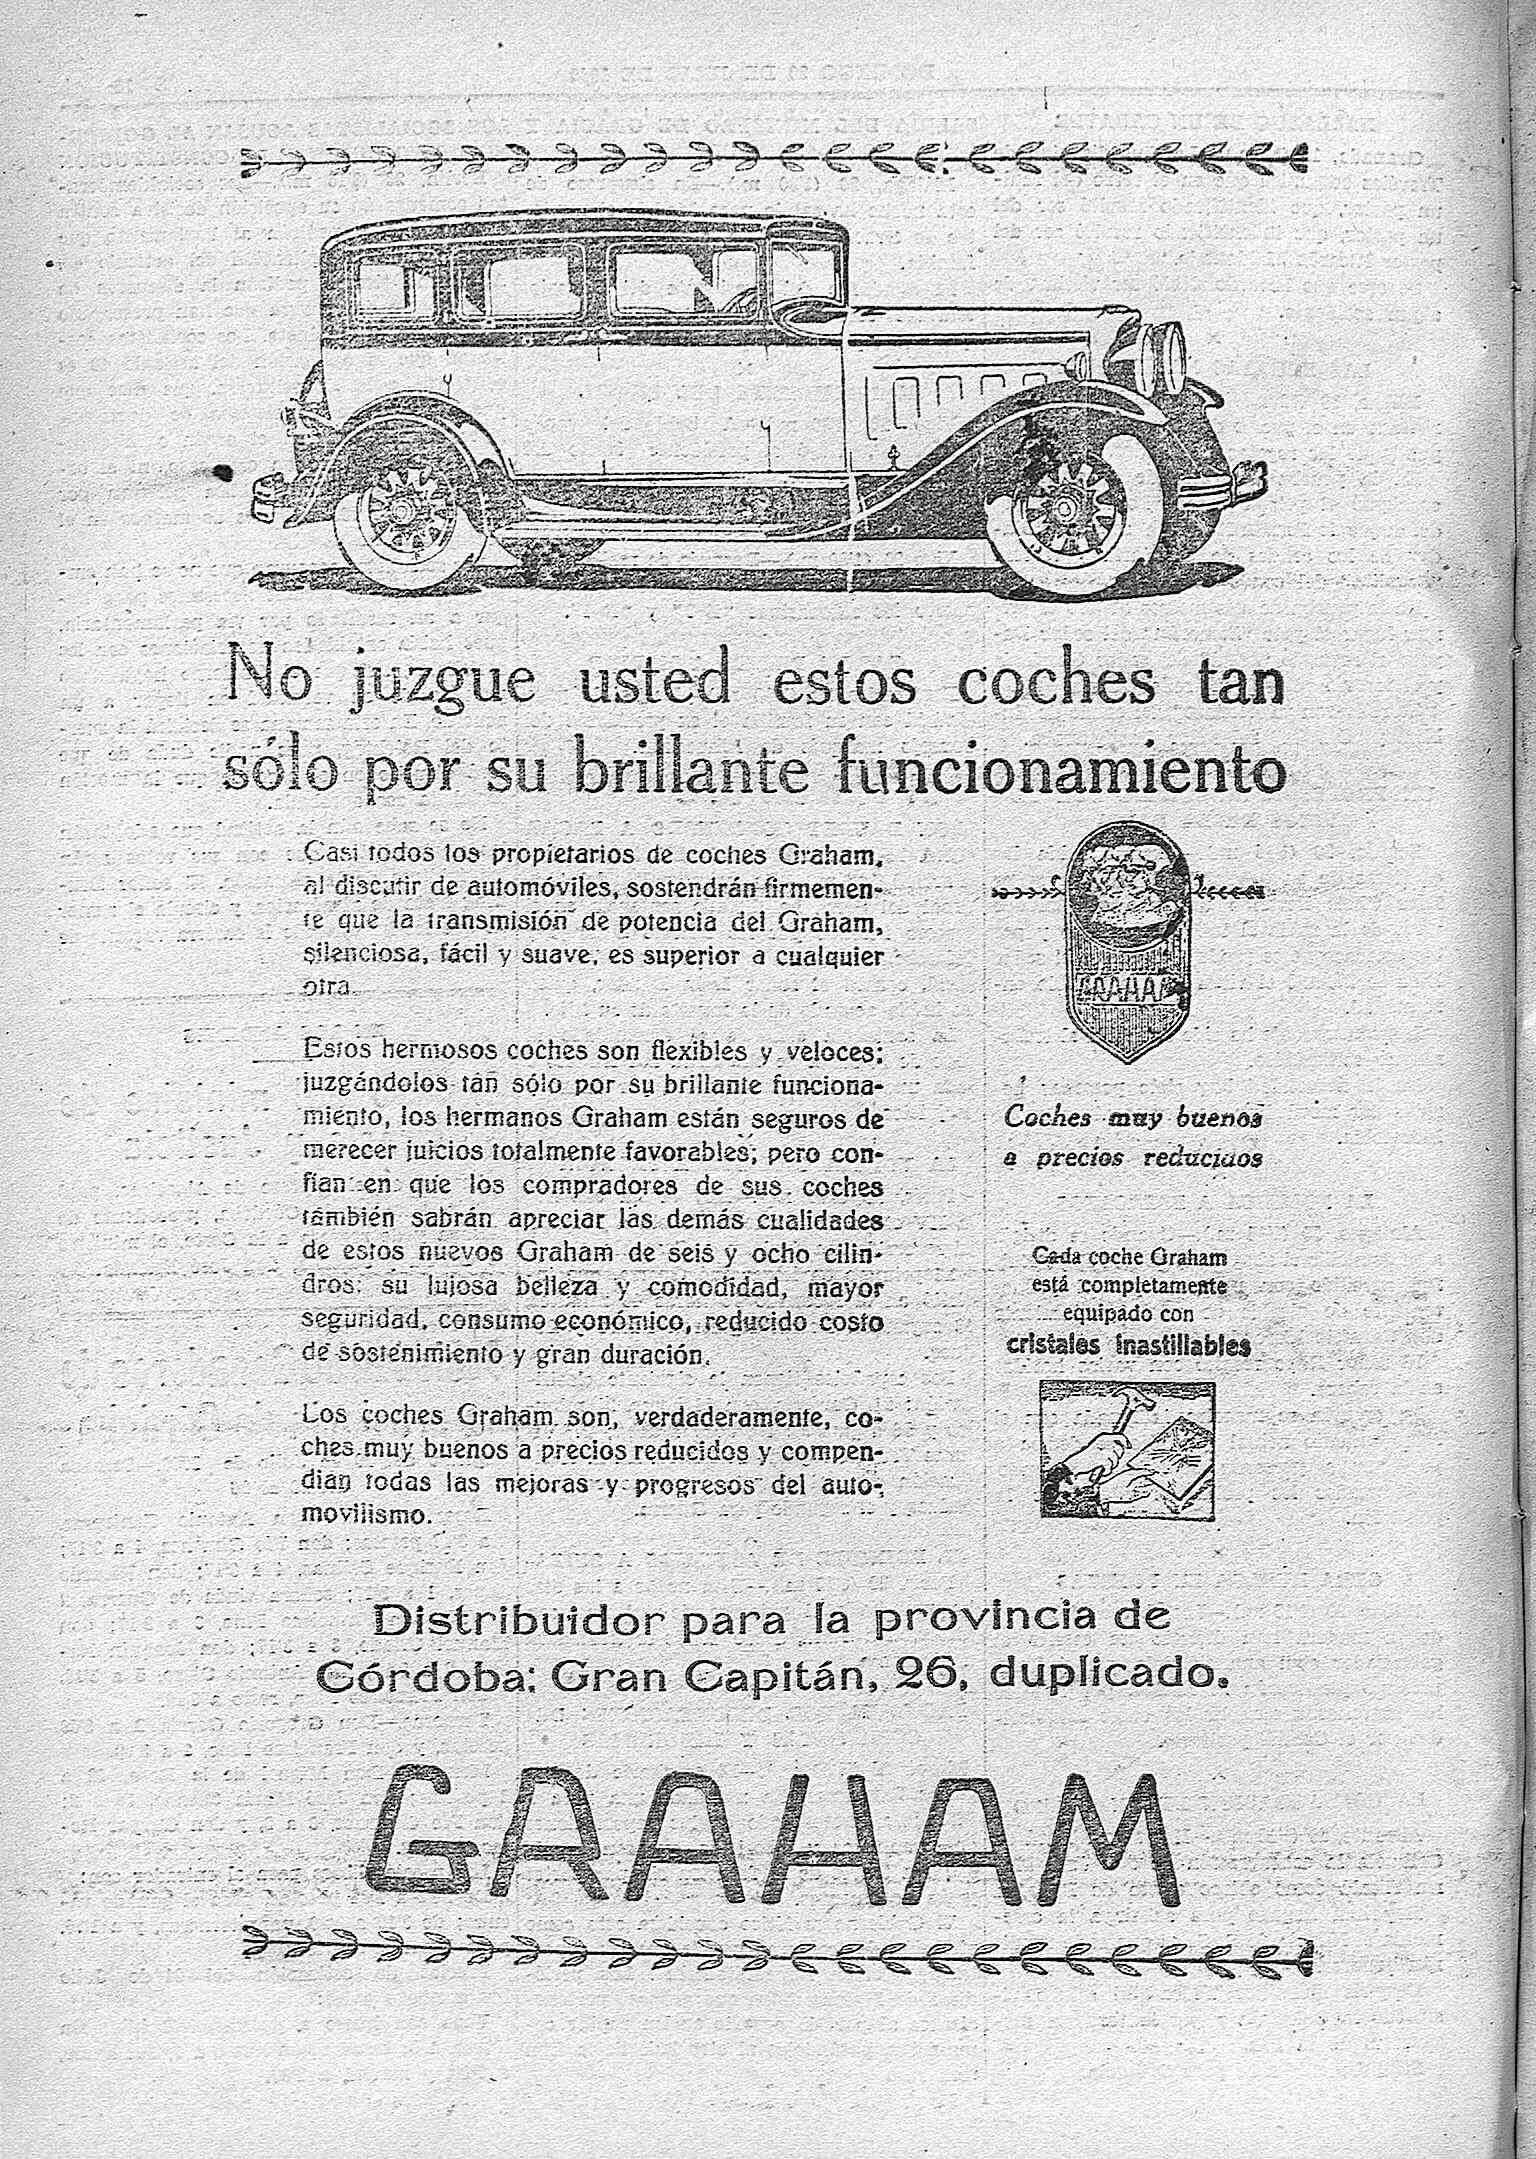 No juzgue usted estos coches tan
sólo por su brillante funcionamiento
Casi todos los propietarios de coches Graham,
al discutir de automóviles, sostendrán firmemen-
te que la transmisión de potencia del Graham,
silenciosa, fácil y suave, es superior a cualquier
otra.
Estos hermosos coches son flexibles y veloces;
juzgándolos tan sólo por su brillante funciona-
miento, los hermanos Graham están seguros de
merecer juicios totalmente favorables; pero con-
fian en que los compradores de sus coches
también sabrán apreciar las demás cualidades
de estos nuevos Graham de seis y ocho cilin-
dros: su lujosa belleza y comodidad, mayor
seguridad, consumo económico, reducido costo
de sostenimiento y gran duración.
Los coches Graham son, verdaderamente, co-
ches muy buenos a precios reducidos y compen-
dian todas las mejoras y progresos del auto-
movilismo.
GRAHAM
Coches muy buenos
a precios reducidos
Cada coche Graham
está completamente
equipado con
cristales inastillables
Distribuidor para la provincia de
Córdoba: Gran Capitán, 26, duplicado.
GRAHAM